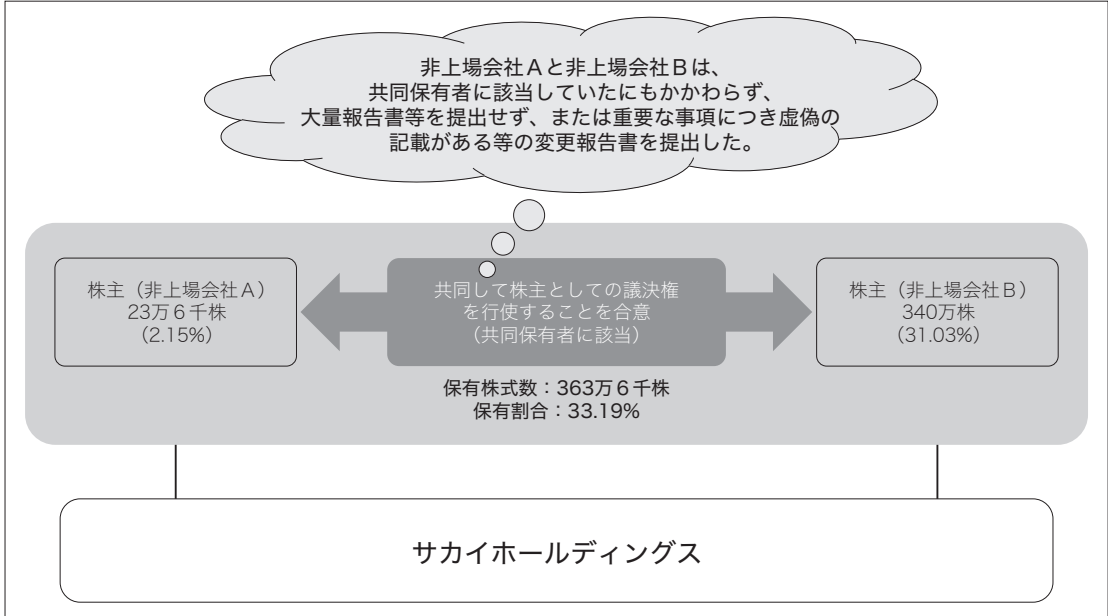 非上場会社Aと非上場会社Bは、
共同保有者に該当していたにもかかわらず、
大量報告書等を提出せず、または重要な事項につき虚偽の
記載がある等の変更報告書を提出した。
株主（非上場会社A）
23万6千株
（2.15%）
共同して株主としての議決権
を行使することを合意
（共同保有者に該当）
株主（非上場会社B）
340万株
（31.03%）
保有株式数：363万6千株
保有割合：33.19%
サカイホールディングス